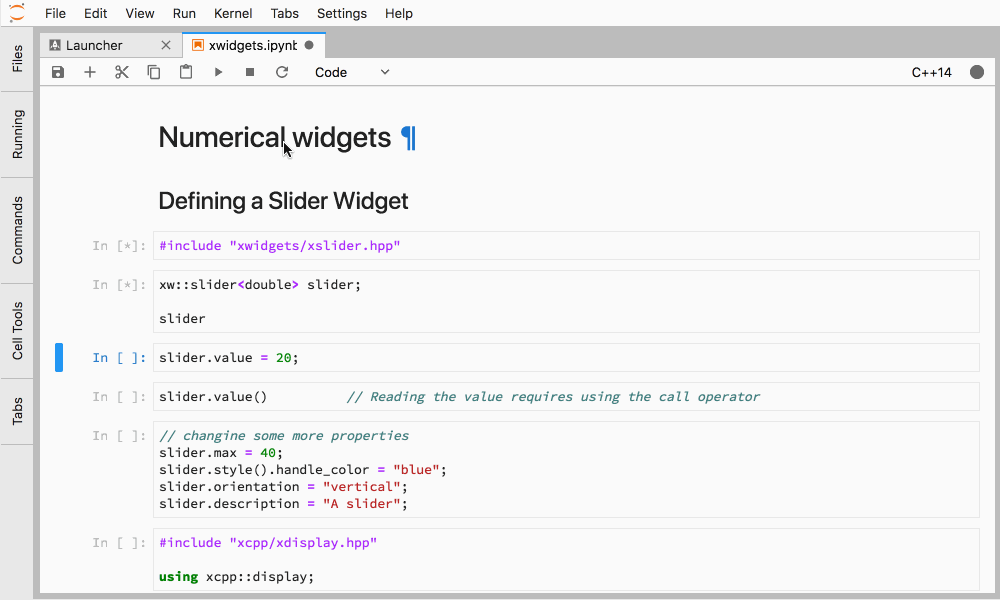 File Edit View Run Kernel Tabs Settings Help
Files
Running
Commands
Cell Tools
Tabs
Launcher
xwidgets.ipynb
Code
C++14
Numerical widgets ¶
Defining a Slider Widget
In [*]: #include "xwidgets/xslider.hpp"
In [*]: xw::slider<double> slider;
slider
In [ ]: slider.value = 20;
In [ ]: slider.value() // Reading the value requires using the call operator
In [ ]: // changine some more properties
slider.max = 40;
slider.style().handle_color = "blue";
slider.orientation = "vertical";
slider.description = "A slider";
In [ ]: #include "xcpp/xdisplay.hpp"
using xcpp::display;